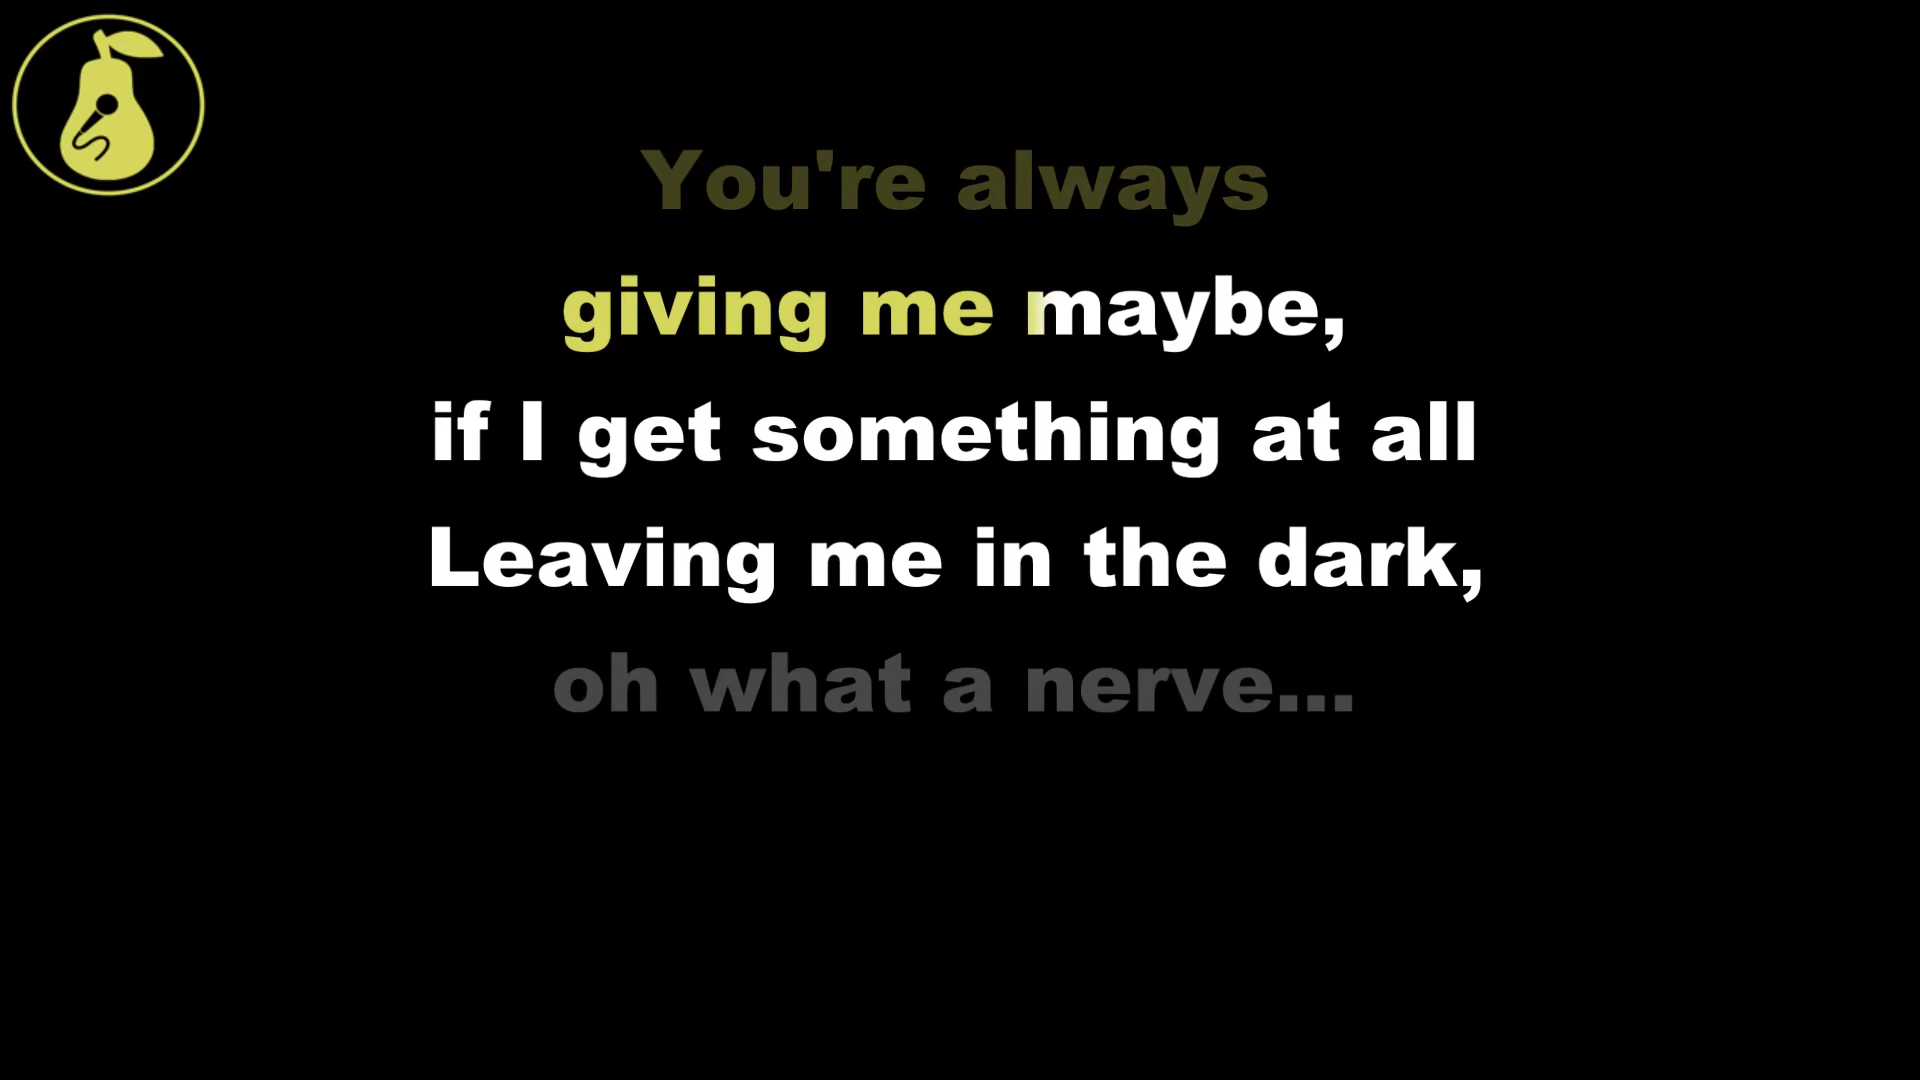 You're always
giving me maybe,
if I get something at all
Leaving me in the dark,
oh what a nerve...